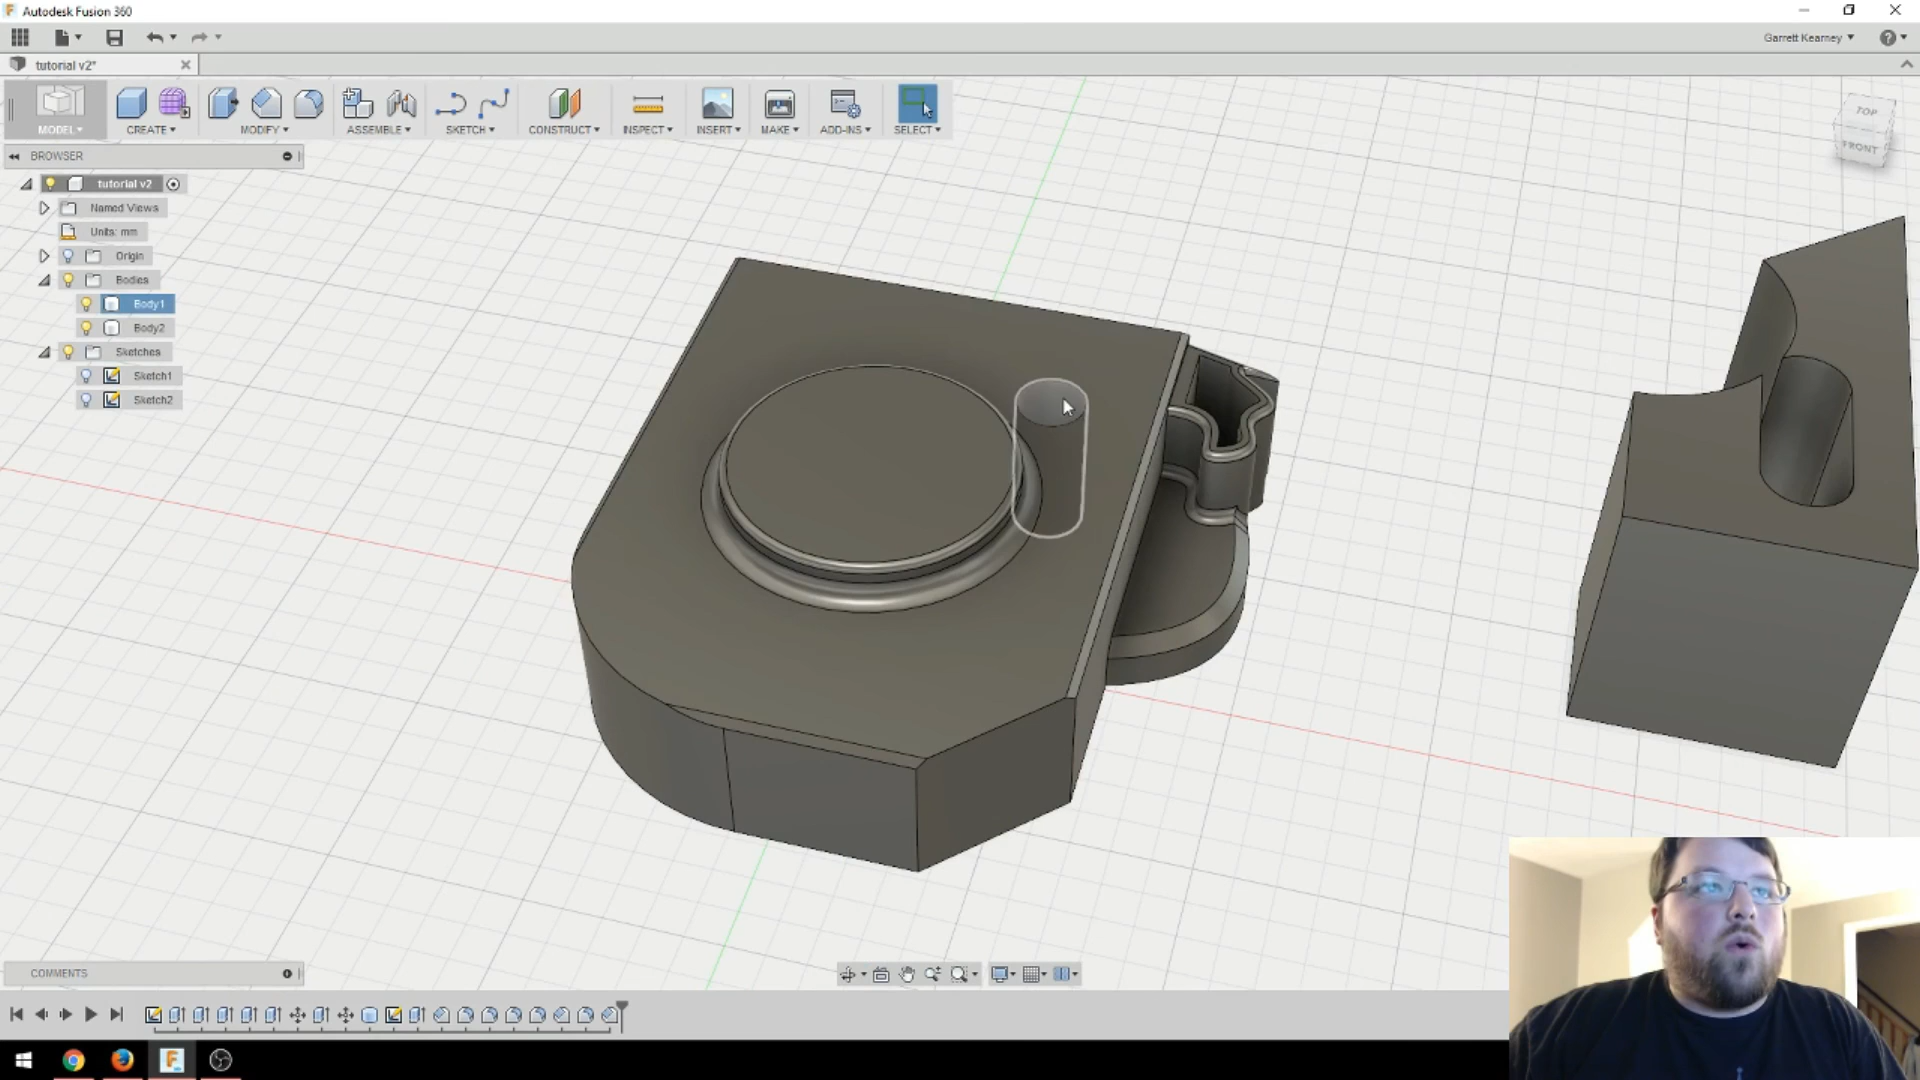 Autodesk Fusion 360
Garrett Kearney
tutorial v2*
MODEL
CREATE
MODIFY
ASSEMBLE
SKETCH
CONSTRUCT
INSPECT
INSERT
MAKE
ADD-INS
SELECT
TOP
FRONT
BROWSER
tutorial v2
Named Views
Units: mm
Origin
Bodies
Body1
Body2
Sketches
Sketch1
Sketch2
COMMENTS